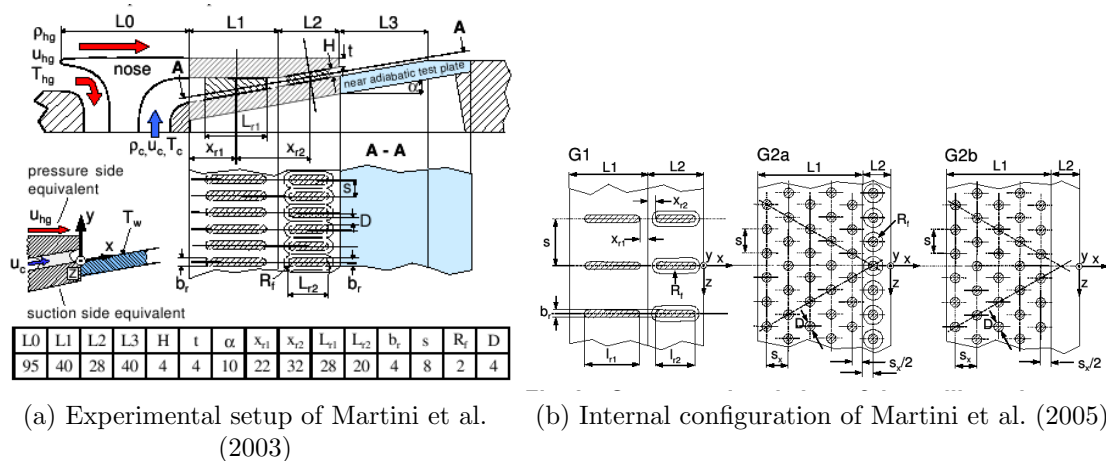 L0 L1 L2 L3
ρhg
uhg
Thg
nose
A
A
H
t
near adiabatic test plate
α
Lr1
ρc,uc,Tc
xr1
xr2
A - A
pressure side
equivalent
uhg
y
Tw
x
uc
z
suction side equivalent
s
D
br
Rf
Lr2
br
L0 L1 L2 L3 H t α xr1 xr2 Lr1 Lr2 br s Rf D
95 40 28 40 4 4 10 22 32 28 20 4 8 2 4
(a) Experimental setup of Martini et al.
(2003)
G1
L1 L2
xr2
s
xr1
y x
z
Rf
br
lr1 lr2
G2a
L1 L2
Rf
s
y x
z
D
sx
sx/2
G2b
L1 L2
s
y x
z
D
sx
sx/2
(b) Internal configuration of Martini et al. (2005)